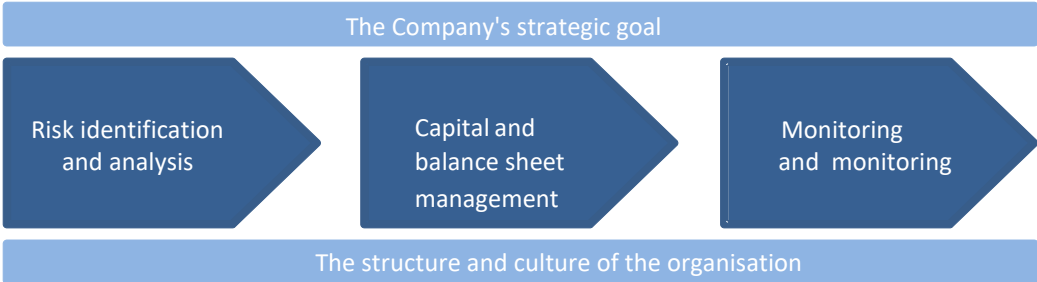 The Company's strategic goal
Risk identification
and analysis
Capital and
balance sheet
management
Monitoring
and monitoring
The structure and culture of the organisation